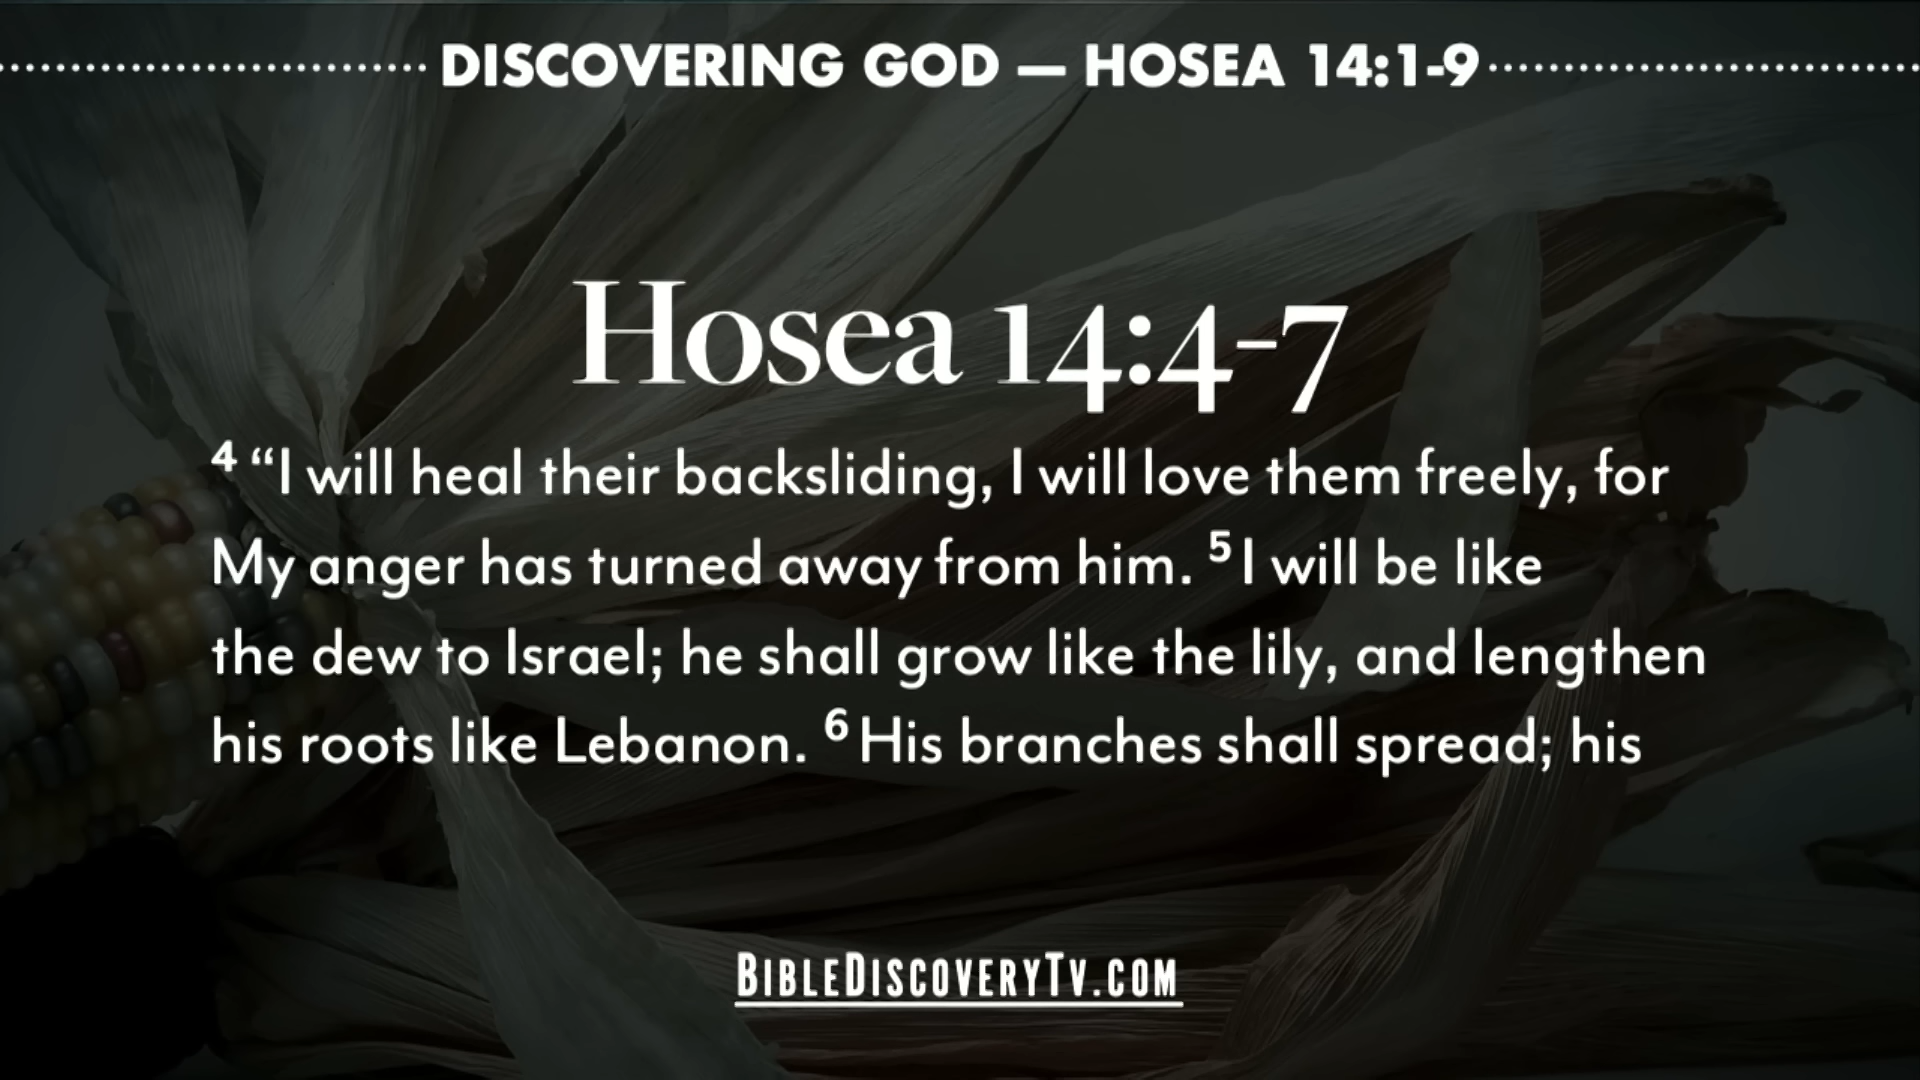 DISCOVERING GOD — HOSEA 14:1-9
Hosea 14:4-7
4 “I will heal their backsliding, I will love them freely, for
My anger has turned away from him. 5 I will be like
the dew to Israel; he shall grow like the lily, and lengthen
his roots like Lebanon. 6 His branches shall spread; his
BIBLEDISCOVERYTV.COM